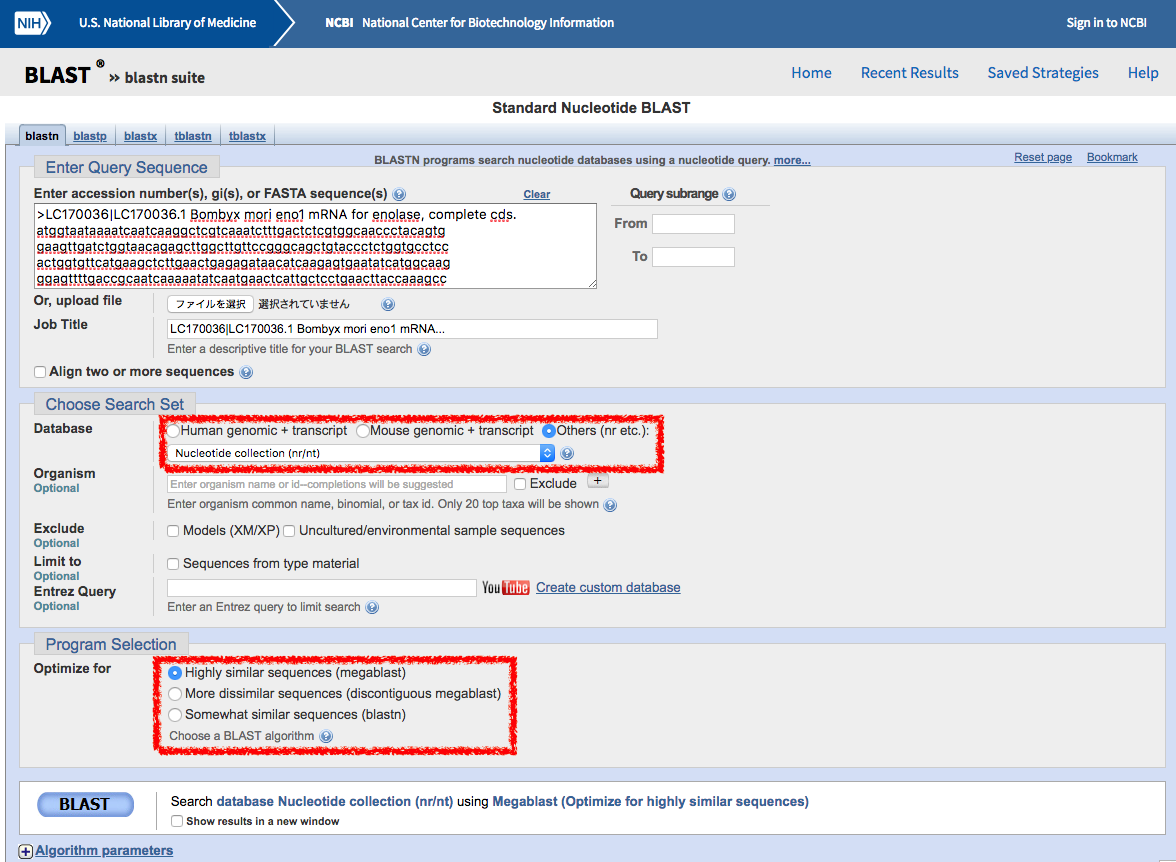 NIH U.S. National Library of Medicine NCBI National Center for Biotechnology Information Sign in to NCBI
BLAST ® » blastn suite Home Recent Results Saved Strategies Help
Standard Nucleotide BLAST
blastn blastp blastx tblastn tblastx
Enter Query Sequence BLASTN programs search nucleotide databases using a nucleotide query. more... Reset page Bookmark
Enter accession number(s), gi(s), or FASTA sequence(s) Clear Query subrange
>LC170036|LC170036.1 Bombyx mori eno1 mRNA for enolase, complete cds.
atggtaataaaatcaatcaaggctcgtcaaatctttgactctcgtggcaaccctacagtg
gaagttgatctggtaacagagcttggcttgttccgggcagctgtaccctctggtgcctcc
actggtgttcatgaagctcttgaactgagagataacatcaagagtgaatatcatggcaag
ggagttttgaccgcaatcaaaaatatcaatgaactcattgctcctgaacttaccaaagcc
From
To
Or, upload file ファイルを選択 選択されていません
Job Title LC170036|LC170036.1 Bombyx mori eno1 mRNA...
Enter a descriptive title for your BLAST search
Align two or more sequences
Choose Search Set
Database Human genomic + transcript Mouse genomic + transcript Others (nr etc.):
Nucleotide collection (nr/nt)
Organism
Optional Enter organism name or id--completions will be suggested Exclude +
Enter organism common name, binomial, or tax id. Only 20 top taxa will be shown
Exclude Models (XM/XP) Uncultured/environmental sample sequences
Optional
Limit to Sequences from type material
Optional
Entrez Query YouTube Create custom database
Optional Enter an Entrez query to limit search
Program Selection
Optimize for Highly similar sequences (megablast)
More dissimilar sequences (discontiguous megablast)
Somewhat similar sequences (blastn)
Choose a BLAST algorithm
BLAST Search database Nucleotide collection (nr/nt) using Megablast (Optimize for highly similar sequences)
Show results in a new window
Algorithm parameters